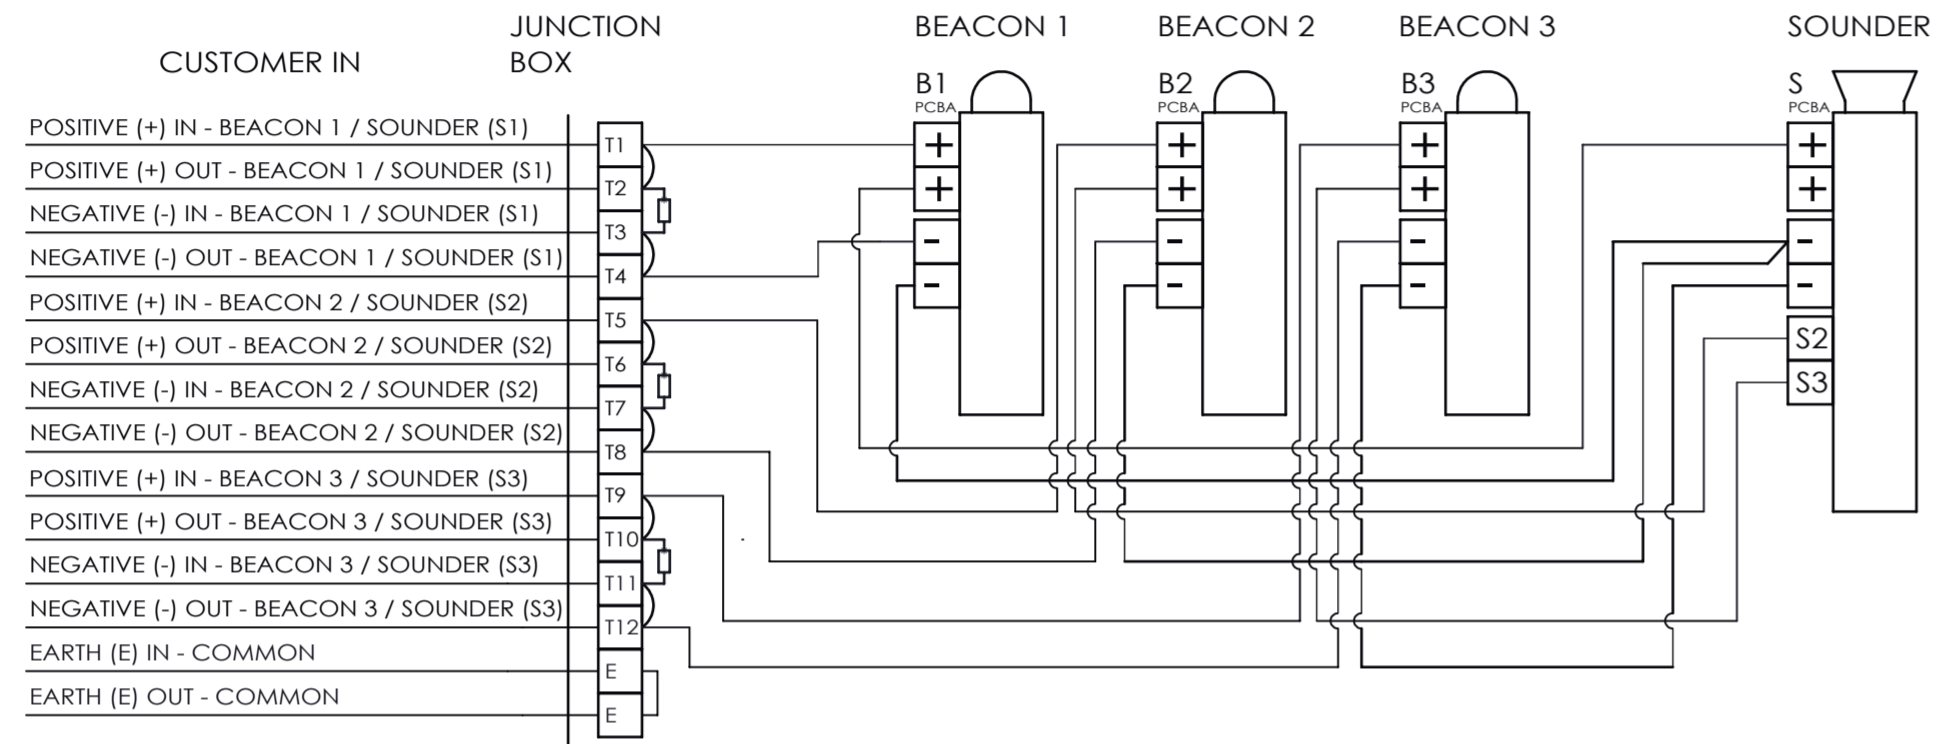 JUNCTION
BOX
BEACON 1
BEACON 2
BEACON 3
SOUNDER
CUSTOMER IN
B1
PCBA
B2
PCBA
B3
PCBA
S
PCBA
POSITIVE (+) IN - BEACON 1 / SOUNDER (S1)
T1
+
+
+
+
POSITIVE (+) OUT - BEACON 1 / SOUNDER (S1)
T2
+
+
+
+
NEGATIVE (-) IN - BEACON 1 / SOUNDER (S1)
T3
-
-
-
-
NEGATIVE (-) OUT - BEACON 1 / SOUNDER (S1)
T4
-
-
-
-
POSITIVE (+) IN - BEACON 2 / SOUNDER (S2)
T5
S2
POSITIVE (+) OUT - BEACON 2 / SOUNDER (S2)
T6
S3
NEGATIVE (-) IN - BEACON 2 / SOUNDER (S2)
T7
NEGATIVE (-) OUT - BEACON 2 / SOUNDER (S2)
T8
POSITIVE (+) IN - BEACON 3 / SOUNDER (S3)
T9
POSITIVE (+) OUT - BEACON 3 / SOUNDER (S3)
T10
NEGATIVE (-) IN - BEACON 3 / SOUNDER (S3)
T11
NEGATIVE (-) OUT - BEACON 3 / SOUNDER (S3)
T12
EARTH (E) IN - COMMON
E
EARTH (E) OUT - COMMON
E